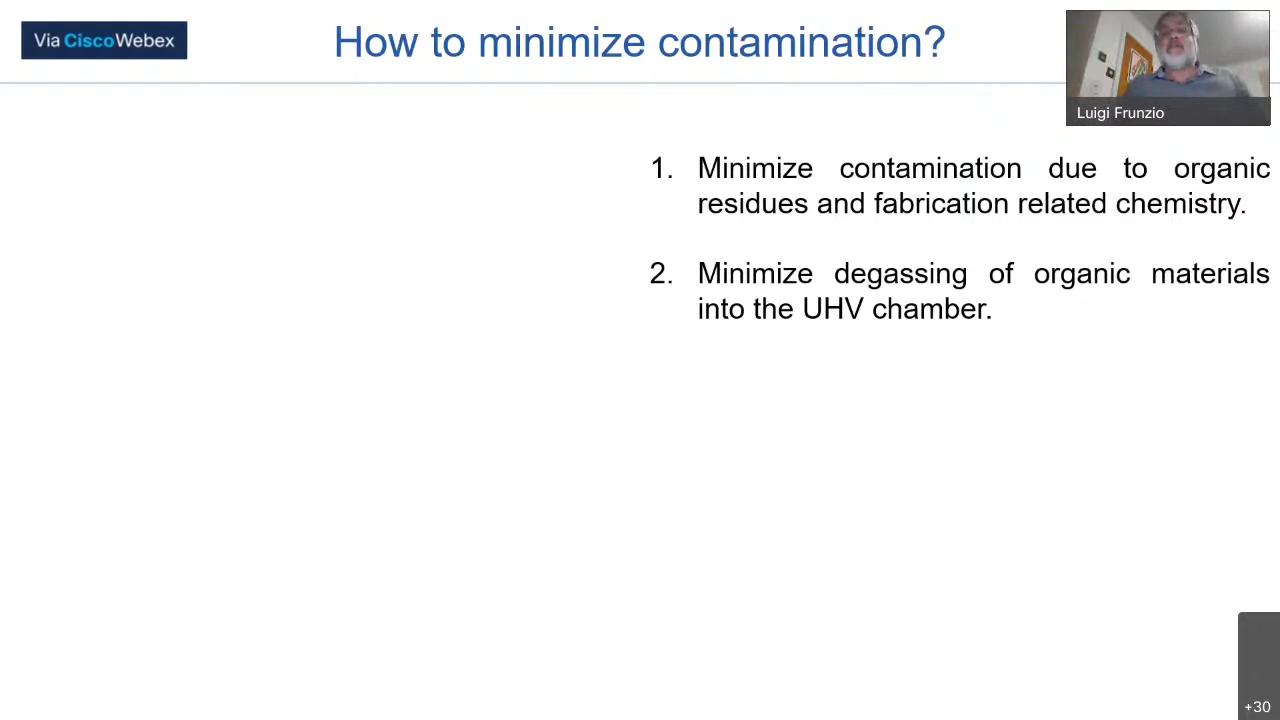 Via CiscoWebex
How to minimize contamination?
Luigi Frunzio
1. Minimize contamination due to organic
residues and fabrication related chemistry.
2. Minimize degassing of organic materials
into the UHV chamber.
+30